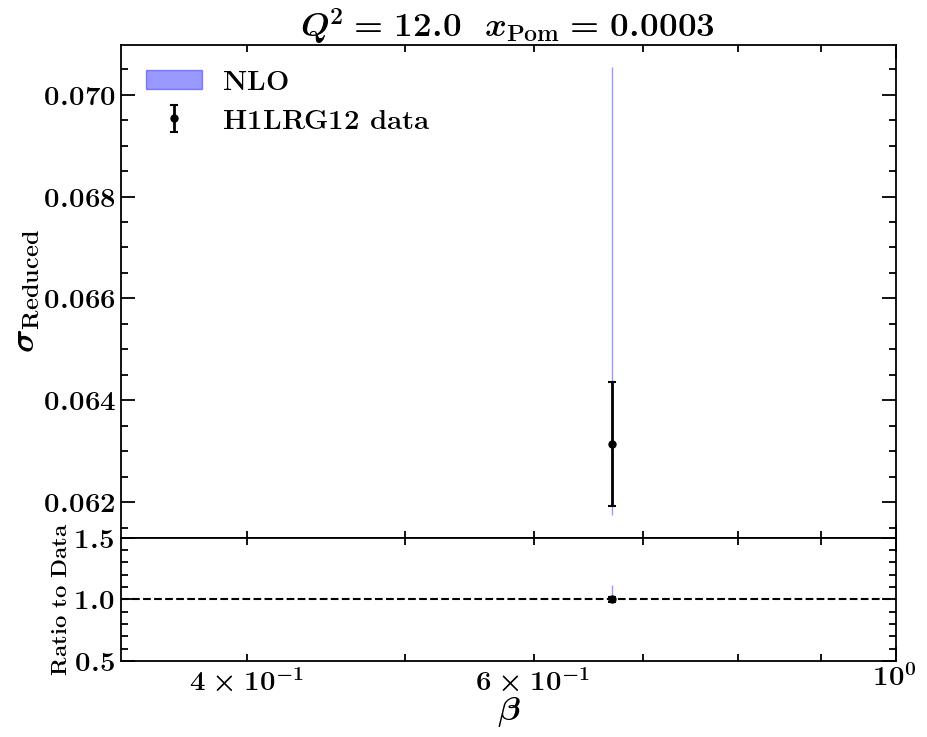 Q² = 12.0 x_Pom = 0.0003
NLO
H1LRG12 data
0.070
0.068
0.066
0.064
0.062
σ_Reduced
1.5
1.0
0.5
Ratio to Data
4 × 10⁻¹
6 × 10⁻¹
10⁰
β